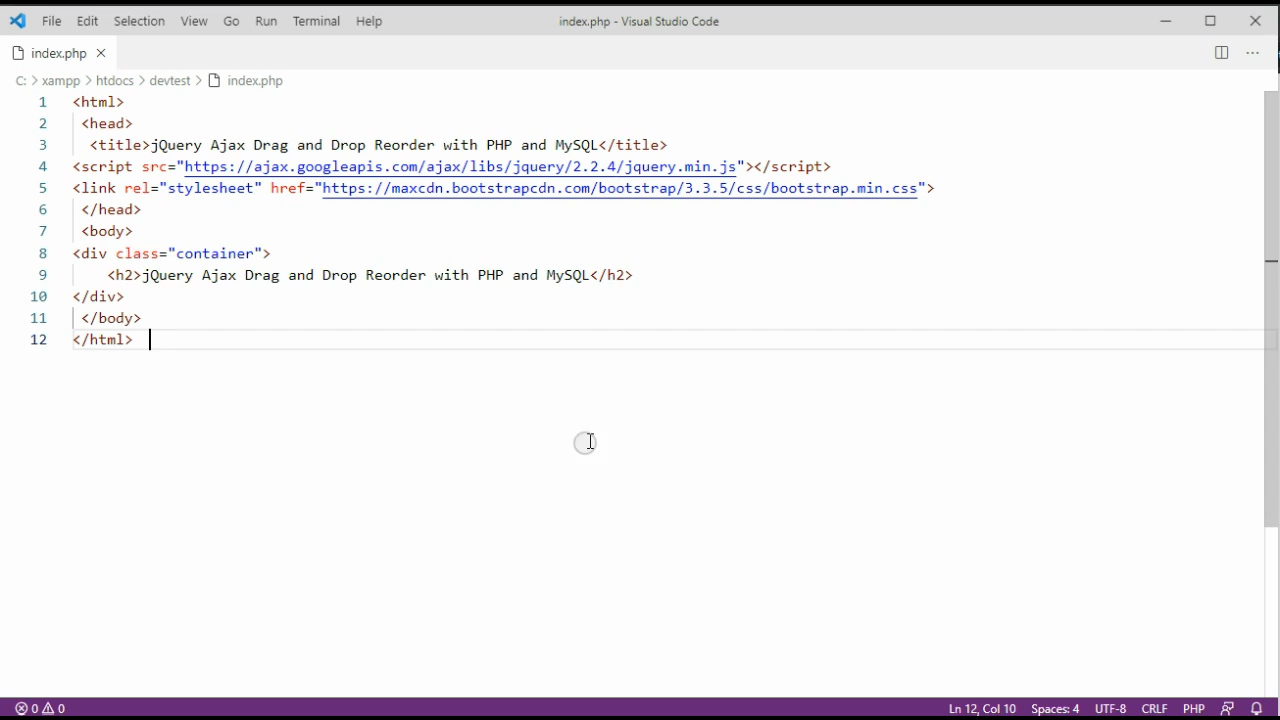 File Edit Selection View Go Run Terminal Help index.php - Visual Studio Code
index.php
C: > xampp > htdocs > devtest > index.php
1 <html>
2 <head>
3 <title>jQuery Ajax Drag and Drop Reorder with PHP and MySQL</title>
4 <script src="https://ajax.googleapis.com/ajax/libs/jquery/2.2.4/jquery.min.js"></script>
5 <link rel="stylesheet" href="https://maxcdn.bootstrapcdn.com/bootstrap/3.3.5/css/bootstrap.min.css">
6 </head>
7 <body>
8 <div class="container">
9 <h2>jQuery Ajax Drag and Drop Reorder with PHP and MySQL</h2>
10 </div>
11 </body>
12 </html>
0 0 Ln 12, Col 10 Spaces: 4 UTF-8 CRLF PHP